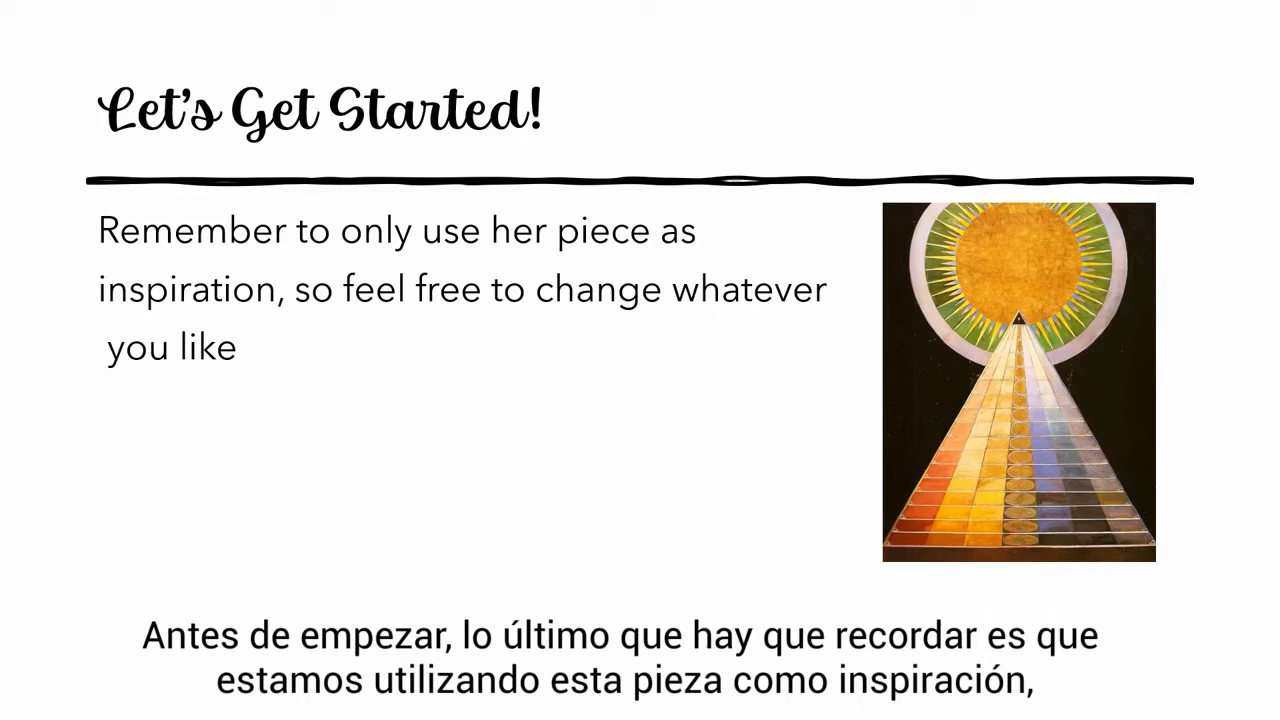 Let's Get Started!
Remember to only use her piece as
inspiration, so feel free to change whatever
you like
Antes de empezar, lo último que hay que recordar es que
estamos utilizando esta pieza como inspiración,